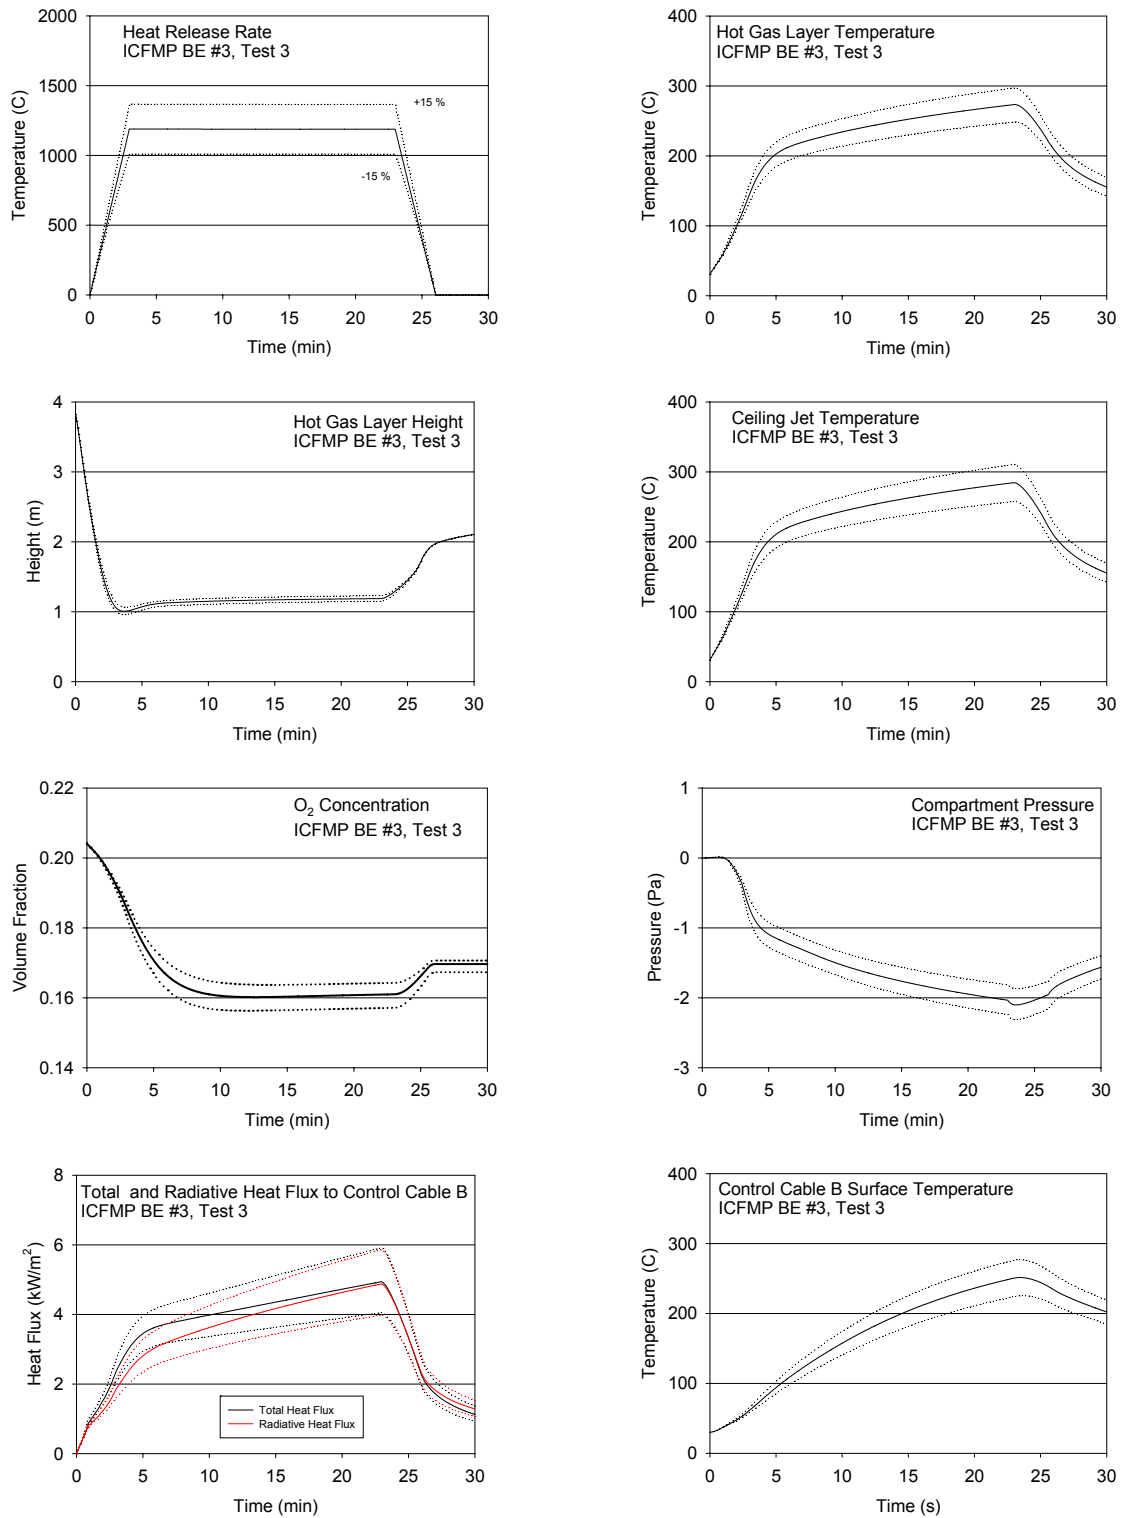 Heat Release Rate
ICFMP BE #3, Test 3
+15 %
-15 %
2000
1500
1000
500
0
Temperature (C)
0 5 10 15 20 25 30
Time (min)
Hot Gas Layer Temperature
ICFMP BE #3, Test 3
400
300
200
100
0
Temperature (C)
0 5 10 15 20 25 30
Time (min)
Hot Gas Layer Height
ICFMP BE #3, Test 3
4
3
2
1
0
Height (m)
0 5 10 15 20 25 30
Time (min)
Ceiling Jet Temperature
ICFMP BE #3, Test 3
400
300
200
100
0
Temperature (C)
0 5 10 15 20 25 30
Time (min)
O2 Concentration
ICFMP BE #3, Test 3
0.22
0.20
0.18
0.16
0.14
Volume Fraction
0 5 10 15 20 25 30
Time (min)
Compartment Pressure
ICFMP BE #3, Test 3
1
0
-1
-2
-3
Pressure (Pa)
0 5 10 15 20 25 30
Time (min)
Total and Radiative Heat Flux to Control Cable B
ICFMP BE #3, Test 3
8
6
4
2
0
Heat Flux (kW/m2)
Total Heat Flux
Radiative Heat Flux
0 5 10 15 20 25 30
Time (min)
Control Cable B Surface Temperature
ICFMP BE #3, Test 3
400
300
200
100
0
Temperature (C)
0 5 10 15 20 25 30
Time (s)